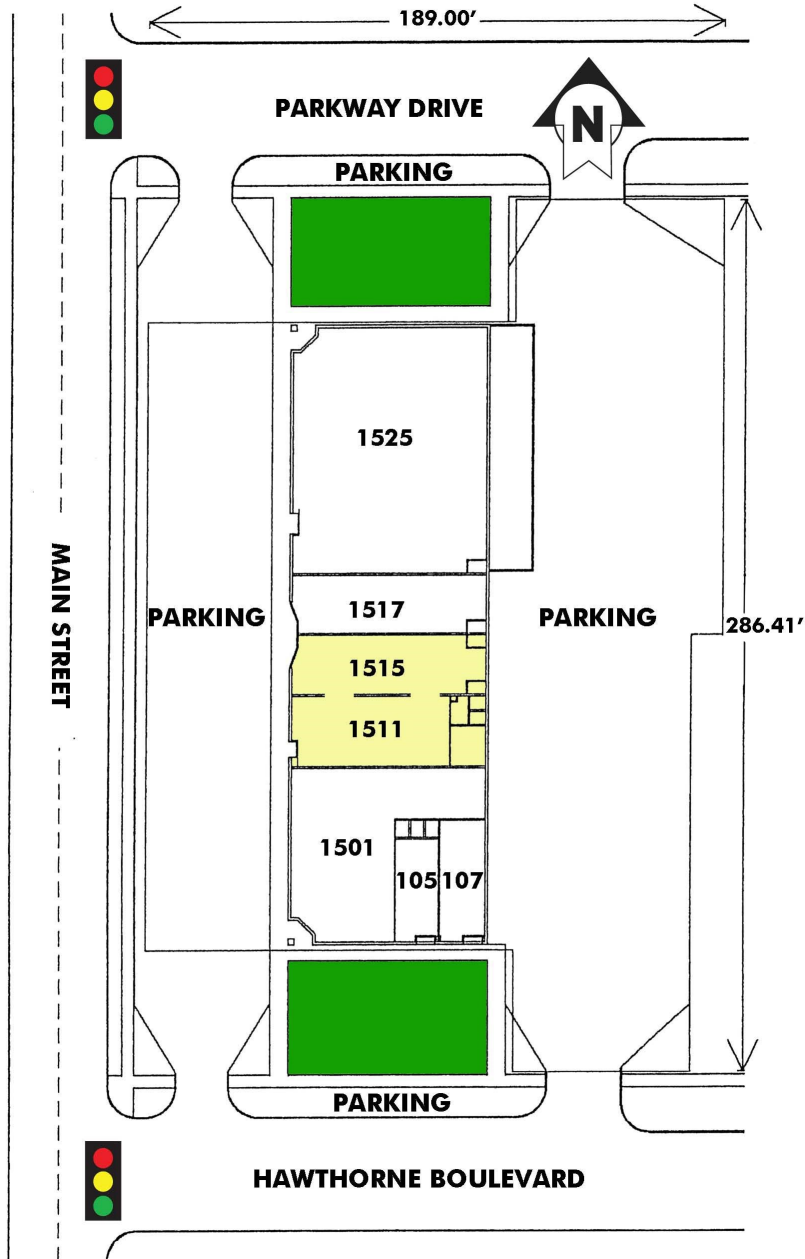 189.00’
PARKWAY DRIVE
N
PARKING
1525
MAIN STREET
PARKING
1517
PARKING
286.41’
1515
1511
1501
105
107
PARKING
HAWTHORNE BOULEVARD